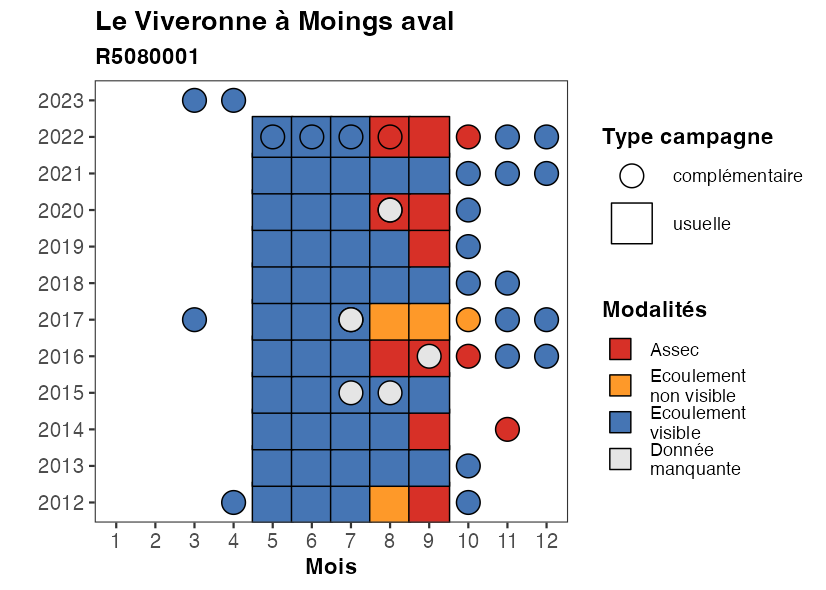 Le Viveronne à Moings aval
R5080001
2023
2022
2021
2020
2019
2018
2017
2016
2015
2014
2013
2012
1 2 3 4 5 6 7 8 9 10 11 12
Mois
Type campagne
complémentaire
usuelle
Modalités
Assec
Ecoulement
non visible
Ecoulement
visible
Donnée
manquante